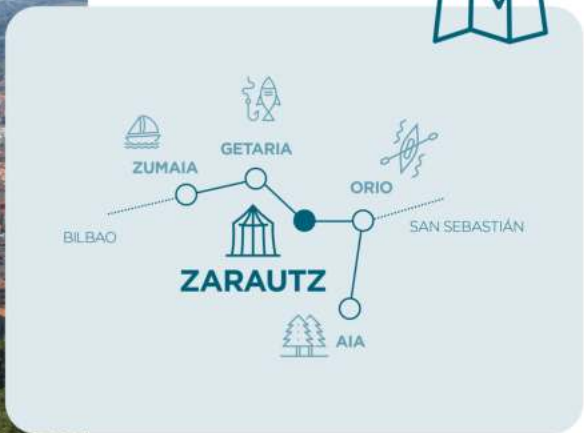 GETARIA
ZUMAIA
ORIO
BILBAO
SAN SEBASTIÁN
ZARAUTZ
AIA